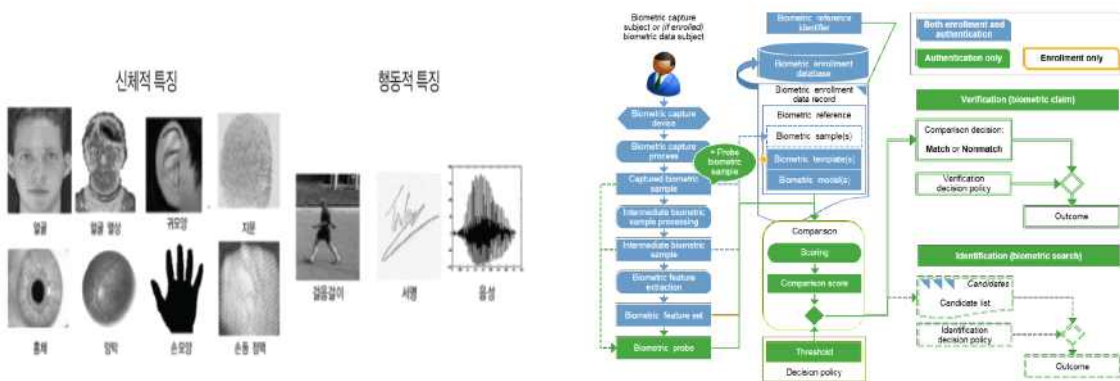 신체적 특징
얼굴
얼굴 열상
귀모양
지문
홍채
망막
손모양
손등 정맥
행동적 특징
걸음걸이
서명
음성
Biometric capture
subject or (if enrolled)
biometric data subject
Biometric capture
device
Biometric capture
process
Captured biometric
sample
Intermediate biometric
sample processing
Intermediate biometric
sample
Biometric feature
extraction
Biometric feature set
Biometric probe
+ Probe
biometric
sample
Biometric reference
identifier
Biometric enrollment
database
Biometric enrollment
data record
Biometric reference
Biometric sample(s)
Biometric template(s)
Biometric model(s)
Comparison
Scoring
Comparison score
Threshold
Decision policy
Both enrollment and
authentication
Authentication only
Enrollment only
Verification (biometric claim)
Comparison decision:
Match or Nonmatch
Verification
decision policy
Outcome
Identification (biometric search)
Candidates
Candidate list
Identification
decision policy
Outcome